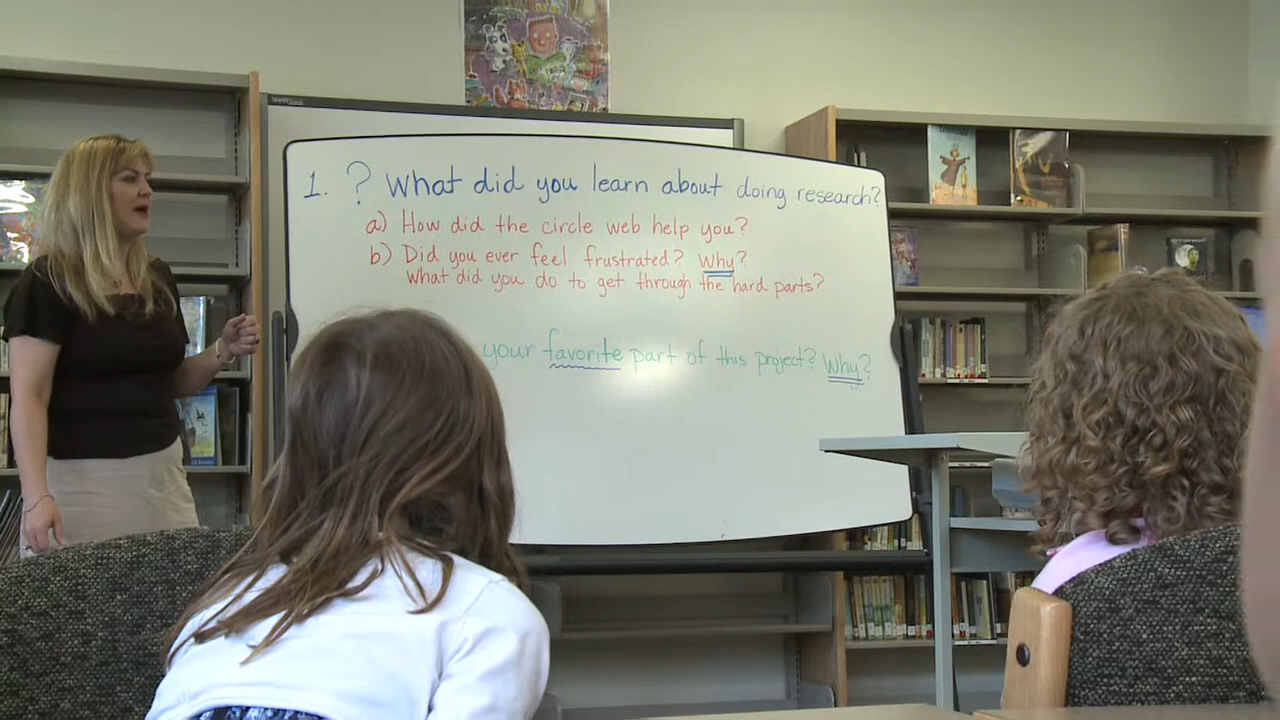 1. ? What did you learn about doing research?
a) How did the circle web help you?
b) Did you ever feel frustrated? Why?
What did you do to get through the hard parts?
your favorite part of this project? Why?